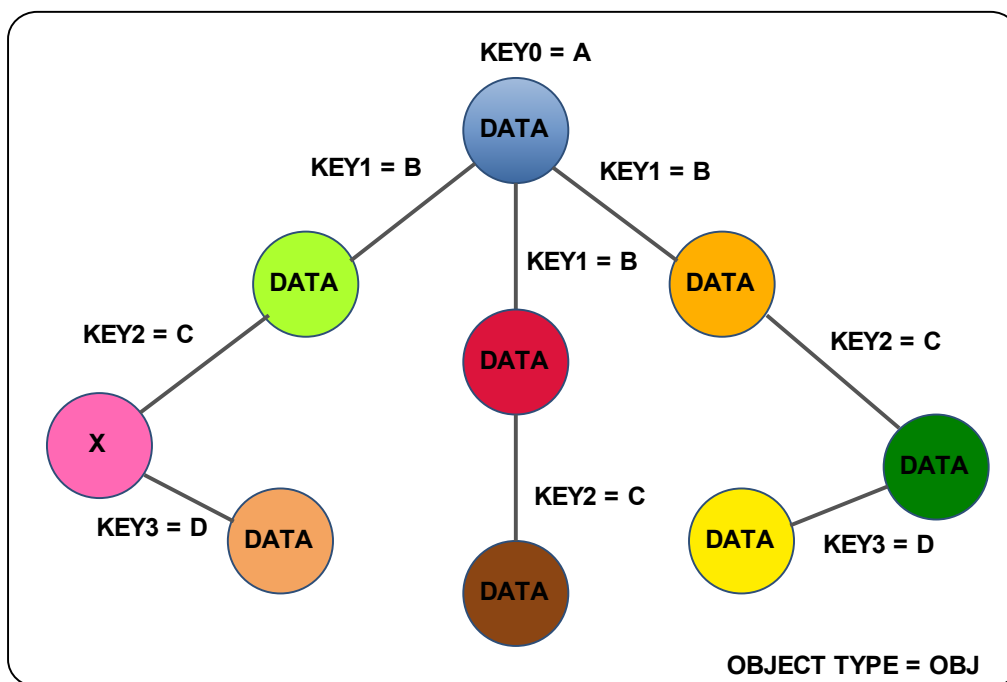 KEY0 = A
DATA
KEY1 = B
KEY1 = B
KEY1 = B
DATA
DATA
KEY2 = C
KEY2 = C
DATA
X
DATA
KEY2 = C
KEY3 = D
DATA
DATA
KEY3 = D
DATA
OBJECT TYPE = OBJ